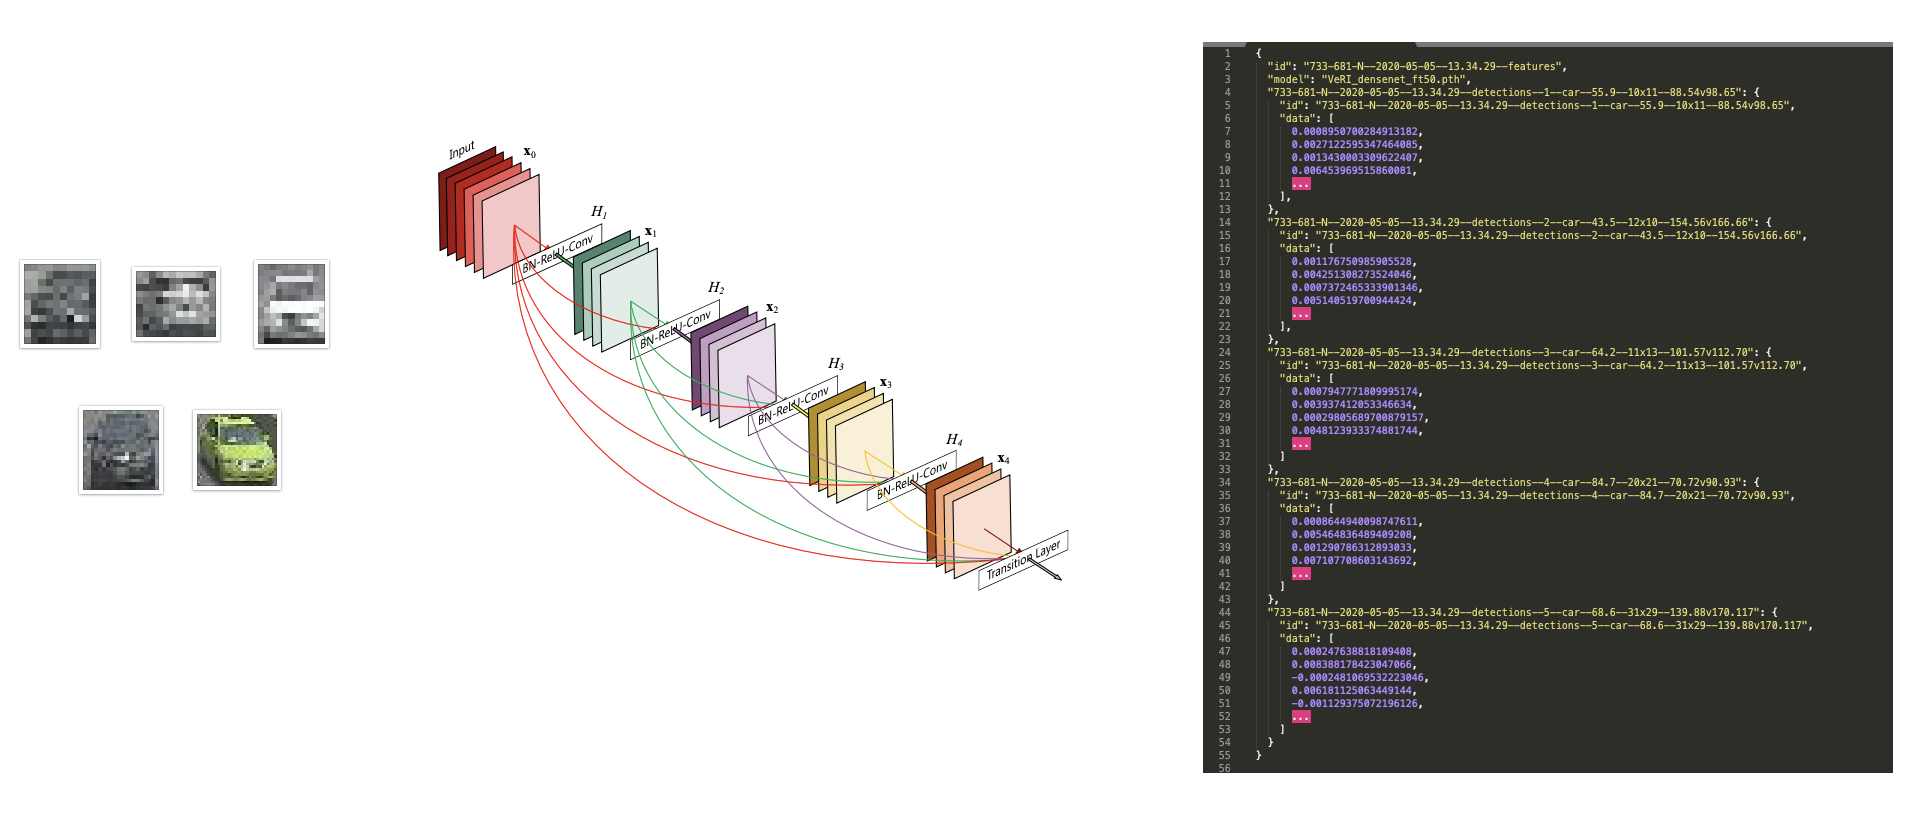 Input
x0
H1
BN-ReLU-Conv
x1
H2
BN-ReLU-Conv
x2
H3
BN-ReLU-Conv
x3
H4
BN-ReLU-Conv
x4
Transition Layer
1 {
2 "id": "733-681-N--2020-05-05--13.34.29--features",
3 "model": "VeRI_densenet_ft50.pth",
4 "733-681-N--2020-05-05--13.34.29--detections--1--car--55.9--10x11--88.54v98.65": {
5 "id": "733-681-N--2020-05-05--13.34.29--detections--1--car--55.9--10x11--88.54v98.65",
6 "data": [
7 0.0008950700284913182,
8 0.0027122595347464085,
9 0.0013430003309622407,
10 0.006453969515860081,
11 ...
12 ],
13 },
14 "733-681-N--2020-05-05--13.34.29--detections--2--car--43.5--12x10--154.56v166.66": {
15 "id": "733-681-N--2020-05-05--13.34.29--detections--2--car--43.5--12x10--154.56v166.66",
16 "data": [
17 0.001176750985905528,
18 0.004251308273524046,
19 0.0007372465333901346,
20 0.005140519700944424,
21 ...
22 ],
23 },
24 "733-681-N--2020-05-05--13.34.29--detections--3--car--64.2--11x13--101.57v112.70": {
25 "id": "733-681-N--2020-05-05--13.34.29--detections--3--car--64.2--11x13--101.57v112.70",
26 "data": [
27 0.0007947771809995174,
28 0.003937412053346634,
29 0.00029805689700879157,
30 0.0048123933374881744,
31 ...
32 ]
33 },
34 "733-681-N--2020-05-05--13.34.29--detections--4--car--84.7--20x21--70.72v90.93": {
35 "id": "733-681-N--2020-05-05--13.34.29--detections--4--car--84.7--20x21--70.72v90.93",
36 "data": [
37 0.0008644940098747611,
38 0.005464836489409208,
39 0.001290786312893033,
40 0.007107708603143692,
41 ...
42 ]
43 },
44 "733-681-N--2020-05-05--13.34.29--detections--5--car--68.6--31x29--139.88v170.117": {
45 "id": "733-681-N--2020-05-05--13.34.29--detections--5--car--68.6--31x29--139.88v170.117",
46 "data": [
47 0.000247638818109408,
48 0.008388178423047066,
49 -0.0002481069532223046,
50 0.006181125063449144,
51 -0.001129375072196126,
52 ...
53 ]
54 }
55 }
56